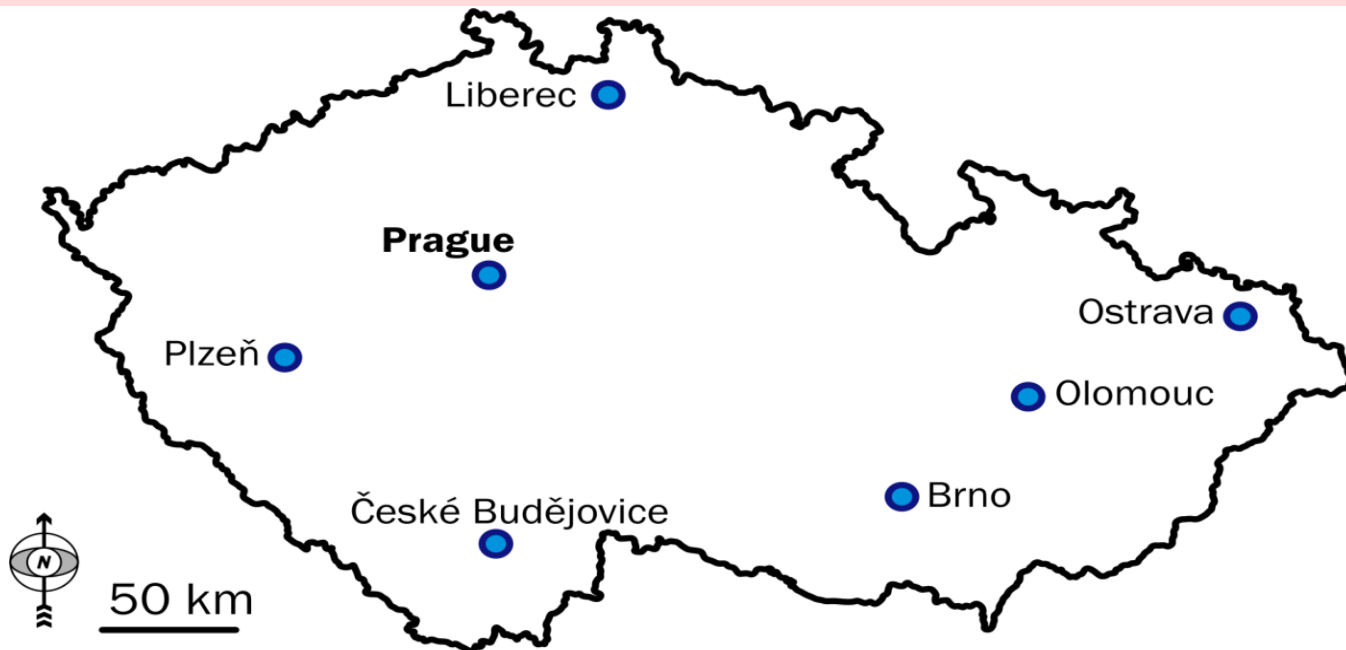 Liberec
Prague
Ostrava
Plzeň
Olomouc
Brno
České Budějovice
N
50 km